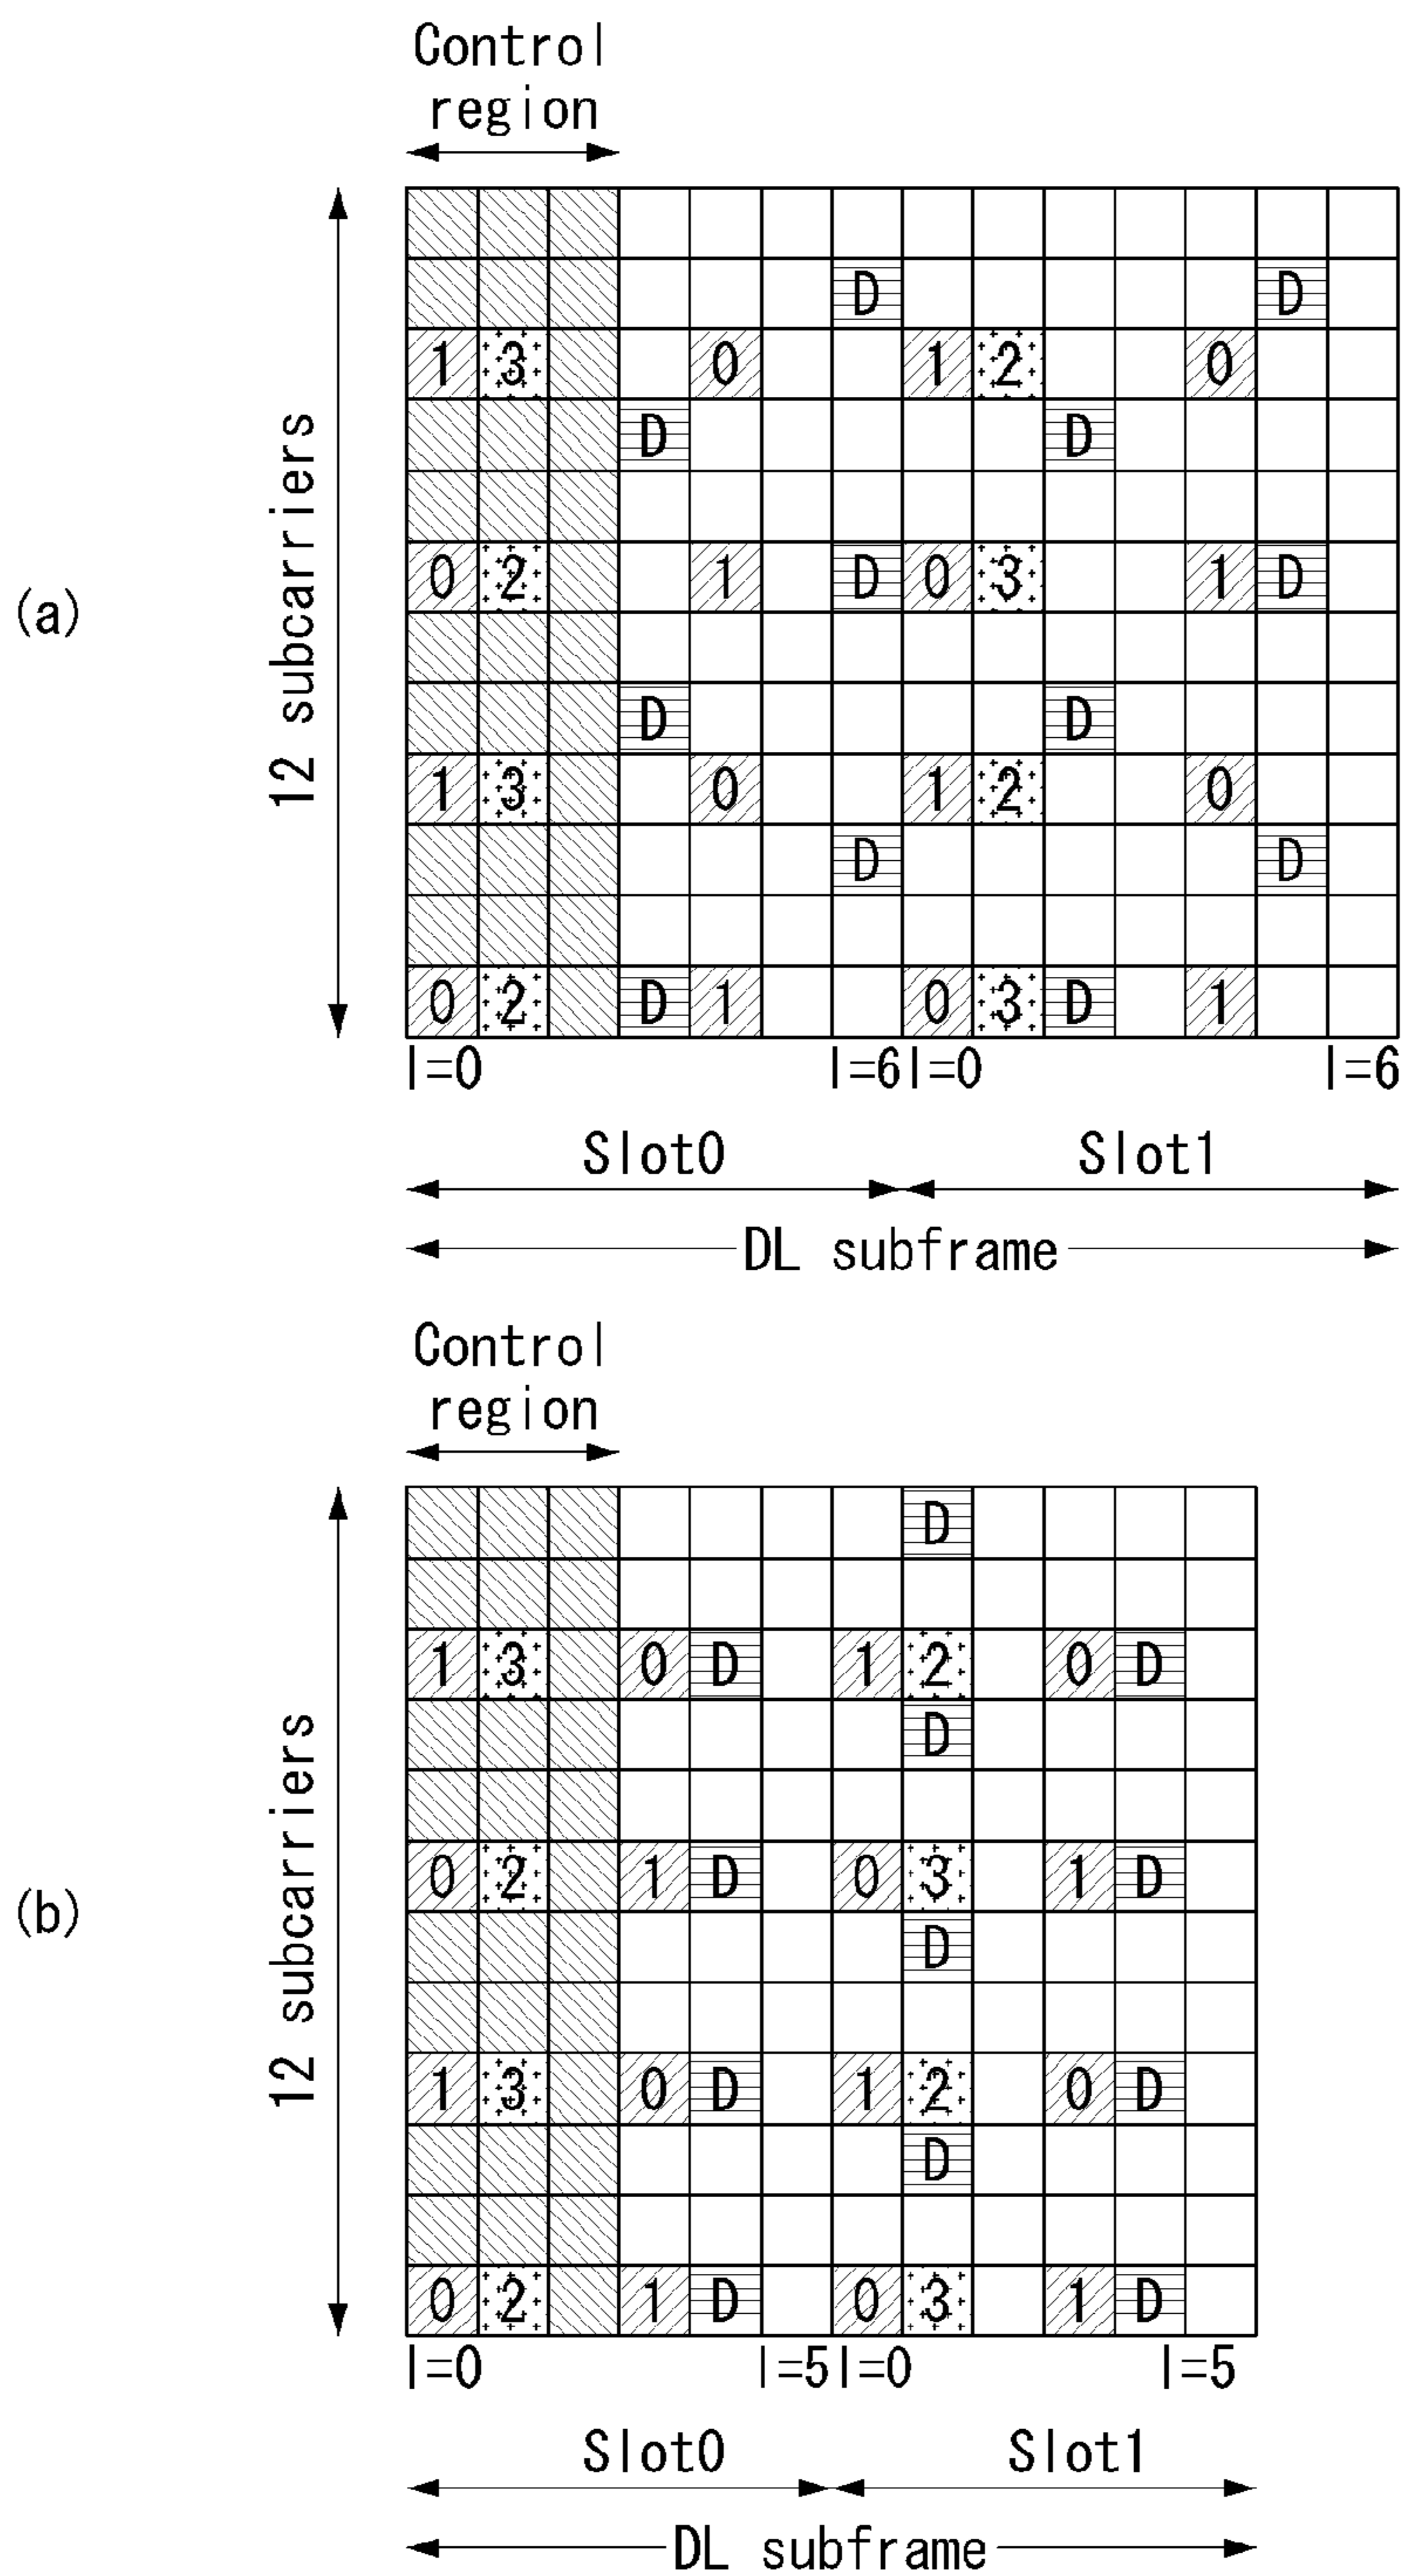 Control
region
D D
1 3 0 1 2 0
D D
0 2 1 D 0 3 1 D
D D
1 3 0 1 2 0
D D
0 2 D 1 0 3 D 1
12 subcarriers
(a)
l=0 l=6 l=0 l=6
Slot0 Slot1
DL subframe
Control
region
D
1 3 0 D 1 2 0 D
D
0 2 1 D 0 3 1 D
D
1 3 0 D 1 2 0 D
D
0 2 1 D 0 3 1 D
12 subcarriers
(b)
l=0 l=5 l=0 l=5
Slot0 Slot1
DL subframe